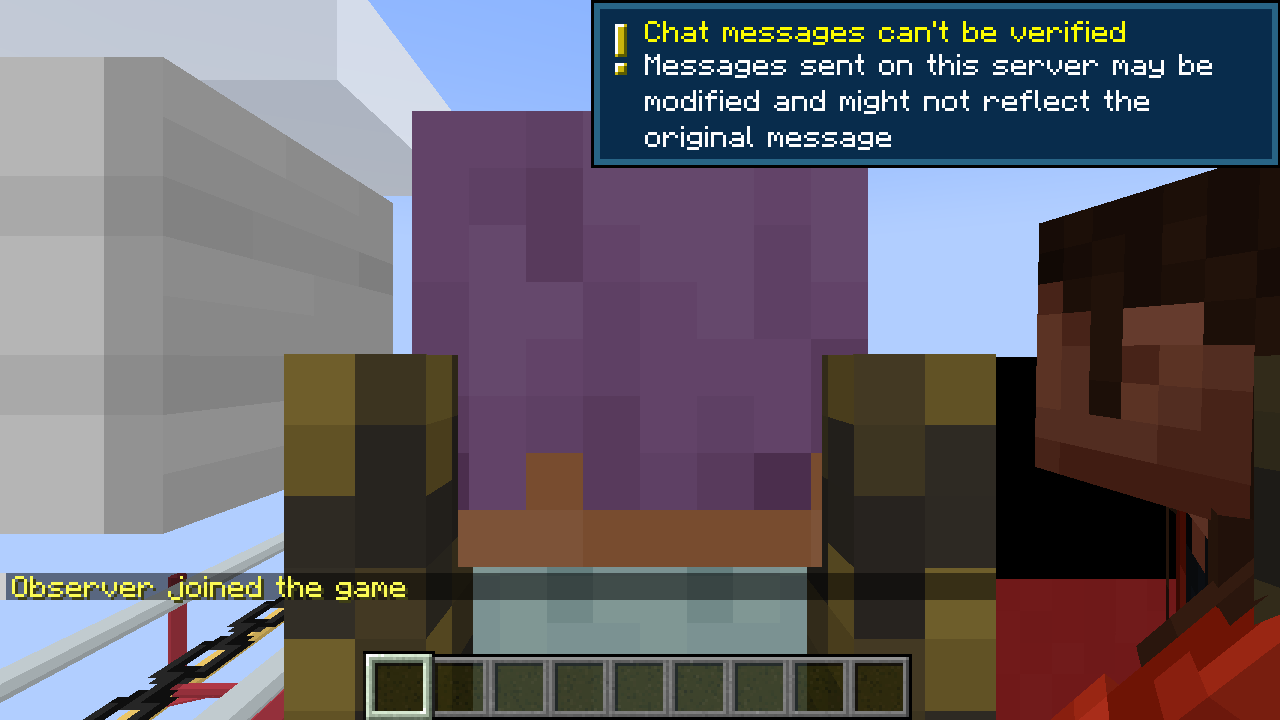 Chat messages can't be verified
Messages sent on this server may be
modified and might not reflect the
original message
Observer joined the game